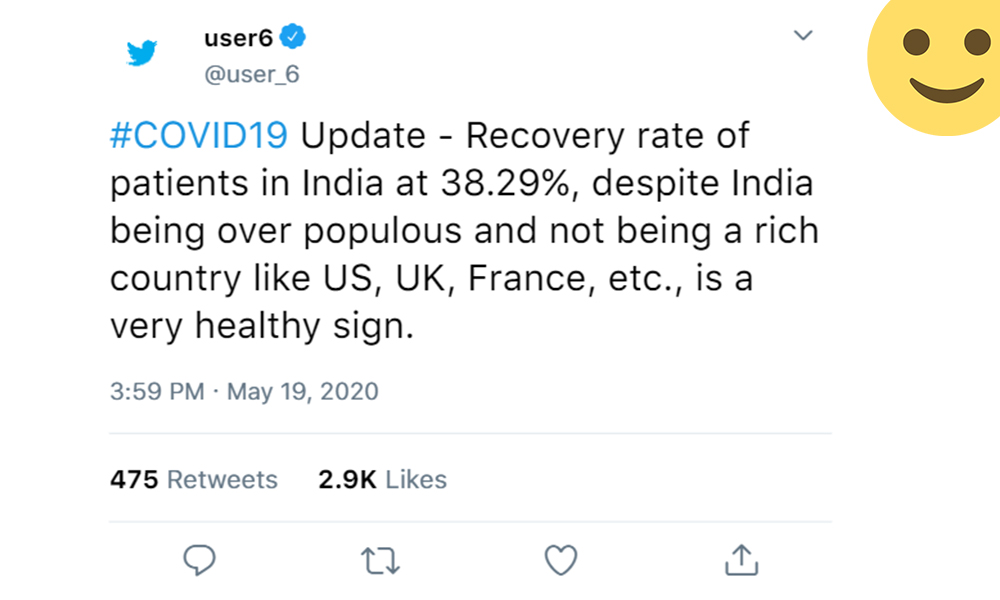 user6
@user_6
#COVID19 Update - Recovery rate of
patients in India at 38.29%, despite India
being over populous and not being a rich
country like US, UK, France, etc., is a
very healthy sign.
3:59 PM · May 19, 2020
475 Retweets 2.9K Likes